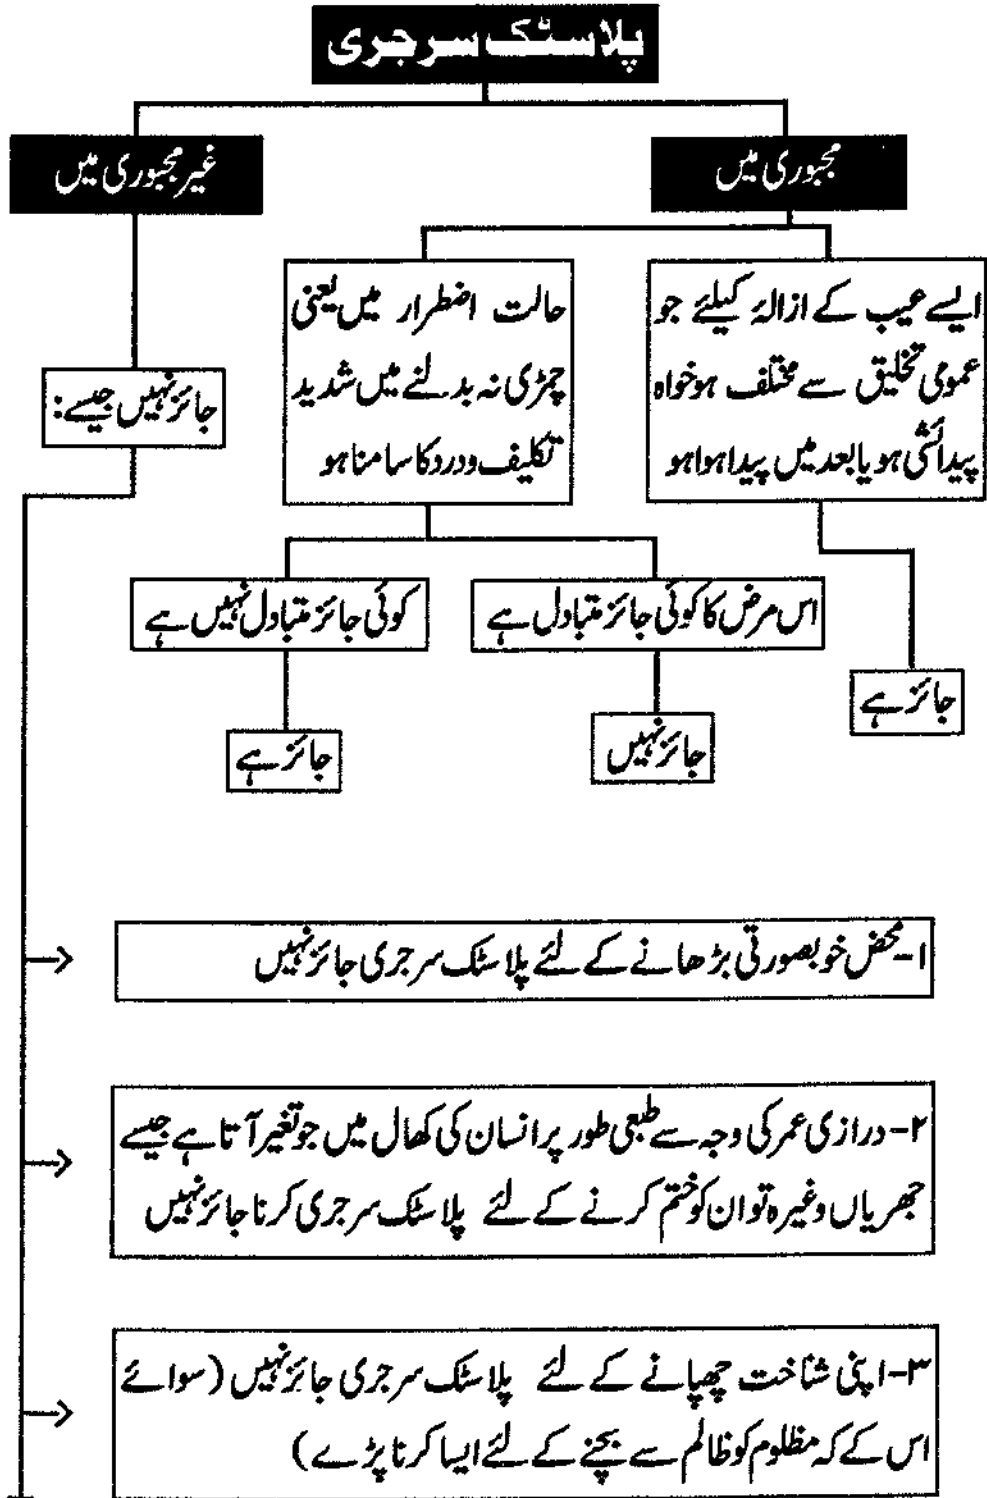 پلاسٹک سرجری
مجبوری میں
غیر مجبوری میں
ایسے عیب کے ازالۂ کیلئے جو
عمومی تخلیق سے مختلف ہو خواہ
پیدائشی ہو یا بعد میں پیدا ہوا ہو
حالت اضطرار میں یعنی
چمڑی نہ بدلنے میں شدید
تکلیف و درد کا سامنا ہو
جائز نہیں جیسے:
اس مرض کا کوئی جائز متبادل ہے
کوئی جائز متبادل نہیں ہے
جائز ہے
جائز نہیں
جائز ہے
۱- محض خوبصورتی بڑھانے کے لئے پلاسٹک سرجری جائز نہیں
۲- درازی عمر کی وجہ سے طبعی طور پر انسان کی کھال میں جو تغیر آتا ہے جیسے
جھریاں وغیرہ تو ان کو ختم کرنے کے لئے پلاسٹک سرجری کرنا جائز نہیں
۳- اپنی شناخت چھپانے کے لئے پلاسٹک سرجری جائز نہیں (سوائے
اس کے کہ مظلوم کو ظالم سے بچنے کے لئے ایسا کرنا پڑے)